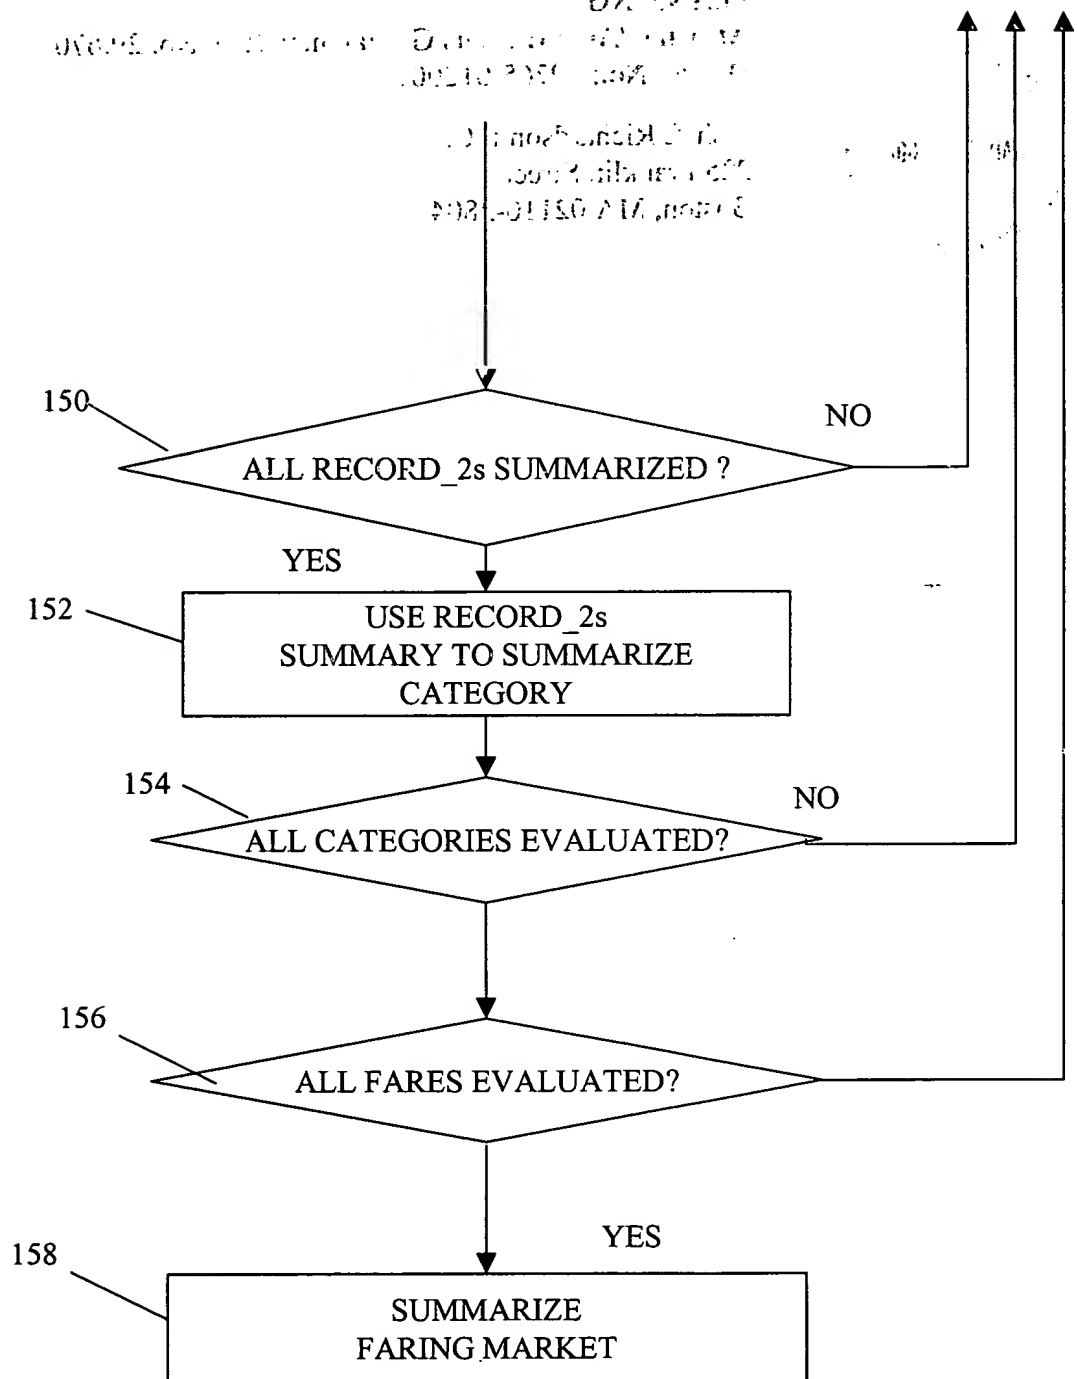 150
NO
ALL RECORD_2s SUMMARIZED ?
YES
152
USE RECORD_2s
SUMMARY TO SUMMARIZE
CATEGORY
154
NO
ALL CATEGORIES EVALUATED?
156
ALL FARES EVALUATED?
YES
158
SUMMARIZE
FARING MARKET